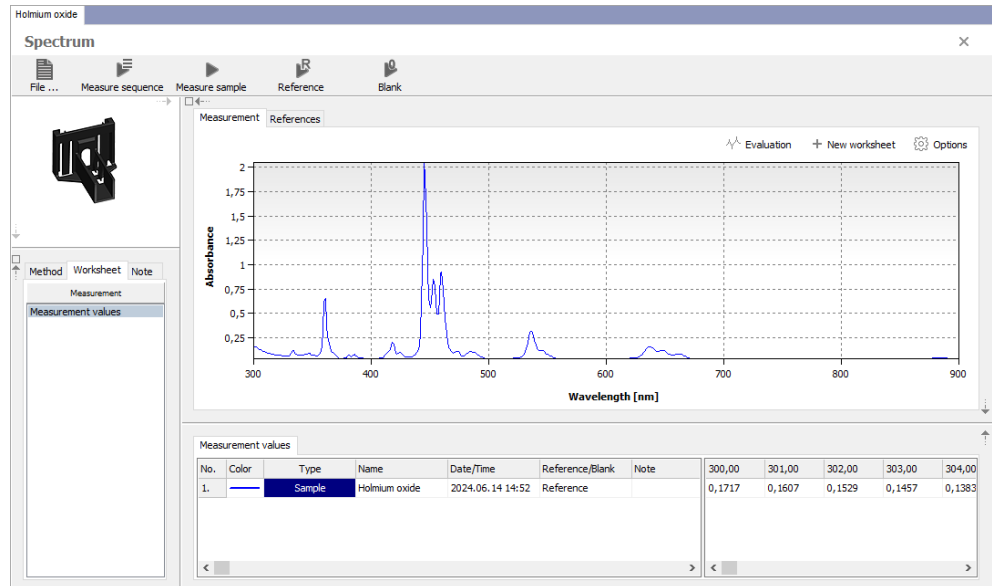 Holmium oxide
Spectrum
File ... Measure sequence Measure sample Reference Blank
R
0
Measurement References
Evaluation New worksheet Options
Absorbance
2
1,75
1,5
1,25
1
0,75
0,5
0,25
300 400 500 600 700 800 900
Wavelength [nm]
Method Worksheet Note
Measurement
Measurement values
Measurement values
No. Color Type Name Date/Time Reference/Blank Note 300,00 301,00 302,00 303,00 304,00
1. Sample Holmium oxide 2024.06.14 14:52 Reference 0,1717 0,1607 0,1529 0,1457 0,1383